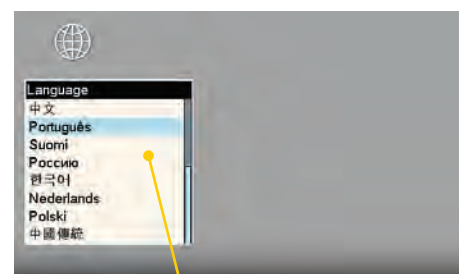 Language
中文
Português
Suomi
Россию
한국어
Nederlands
Polski
中國傳統